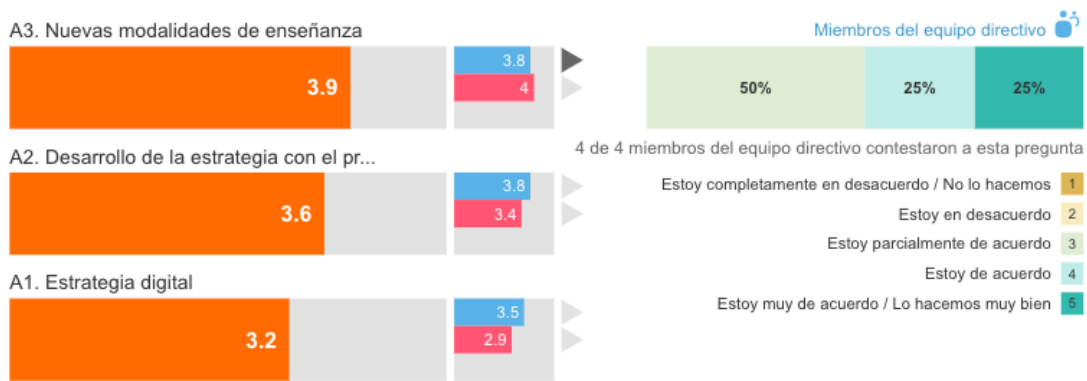 A3. Nuevas modalidades de enseñanza
3.9
3.8
4
A2. Desarrollo de la estrategia con el pr...
3.6
3.8
3.4
A1. Estrategia digital
3.2
3.5
2.9
Miembros del equipo directivo
50% 25% 25%
4 de 4 miembros del equipo directivo contestaron a esta pregunta
Estoy completamente en desacuerdo / No lo hacemos 1
Estoy en desacuerdo 2
Estoy parcialmente de acuerdo 3
Estoy de acuerdo 4
Estoy muy de acuerdo / Lo hacemos muy bien 5